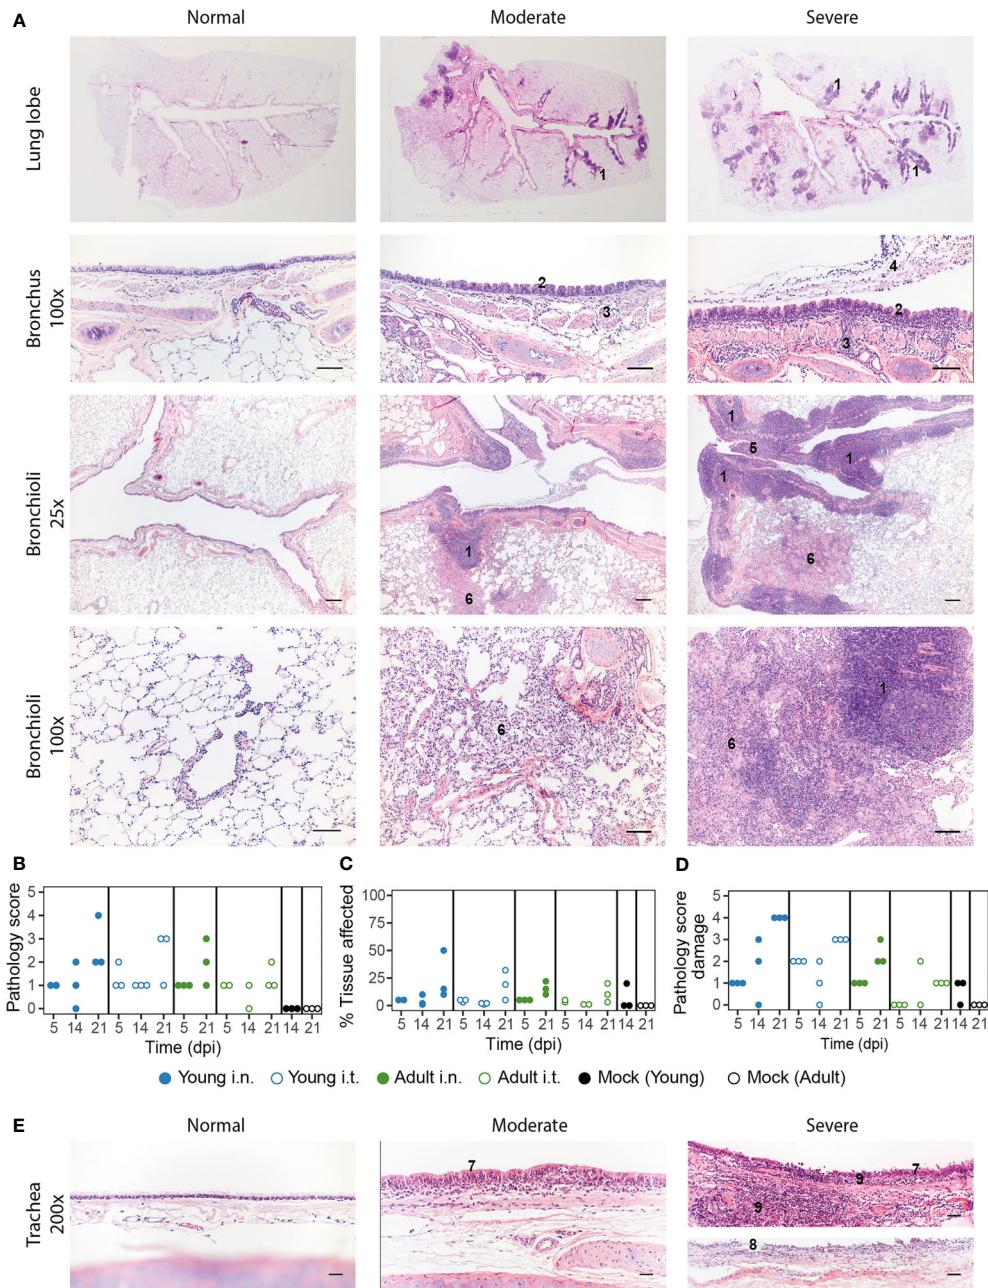 A
Normal
Moderate
Severe
Lung lobe
1
1
1
Bronchus
100x
2
3
4
2
3
Bronchioli
25x
1
6
1
5
1
1
6
Bronchioli
100x
6
1
6
B
Pathology score
5
4
3
2
1
0
5 14 21 5 14 21 5 21 5 14 21 14 21
Time (dpi)
C
% Tissue affected
100
75
50
25
0
5 14 21 5 14 21 5 21 5 14 21 14 21
Time (dpi)
D
Pathology score
damage
5
4
3
2
1
0
5 14 21 5 14 21 5 21 5 14 21 14 21
Time (dpi)
Young i.n. Young i.t. Adult i.n. Adult i.t. Mock (Young) Mock (Adult)
E
Normal
Moderate
Severe
Trachea
200x
7
7
9
9
8